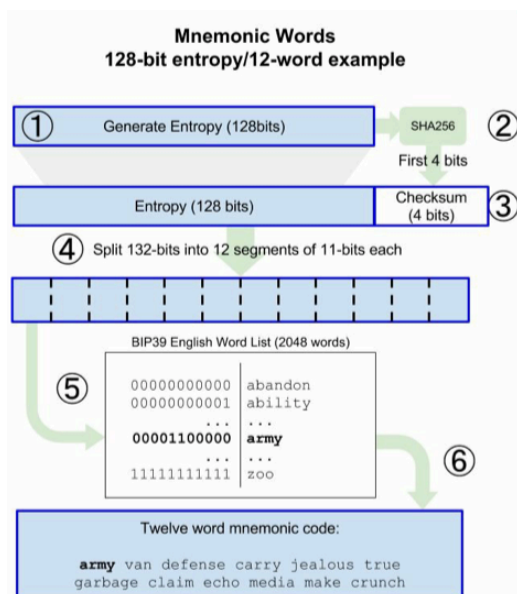 Mnemonic Words
128-bit entropy/12-word example
① Generate Entropy (128bits) SHA256 ②
First 4 bits
Entropy (128 bits) Checksum
(4 bits) ③
④ Split 132-bits into 12 segments of 11-bits each
BIP39 English Word List (2048 words)
⑤
00000000000 abandon
00000000001 ability
... ...
00001100000 army
... ...
11111111111 zoo
⑥
Twelve word mnemonic code:
army van defense carry jealous true
garbage claim echo media make crunch